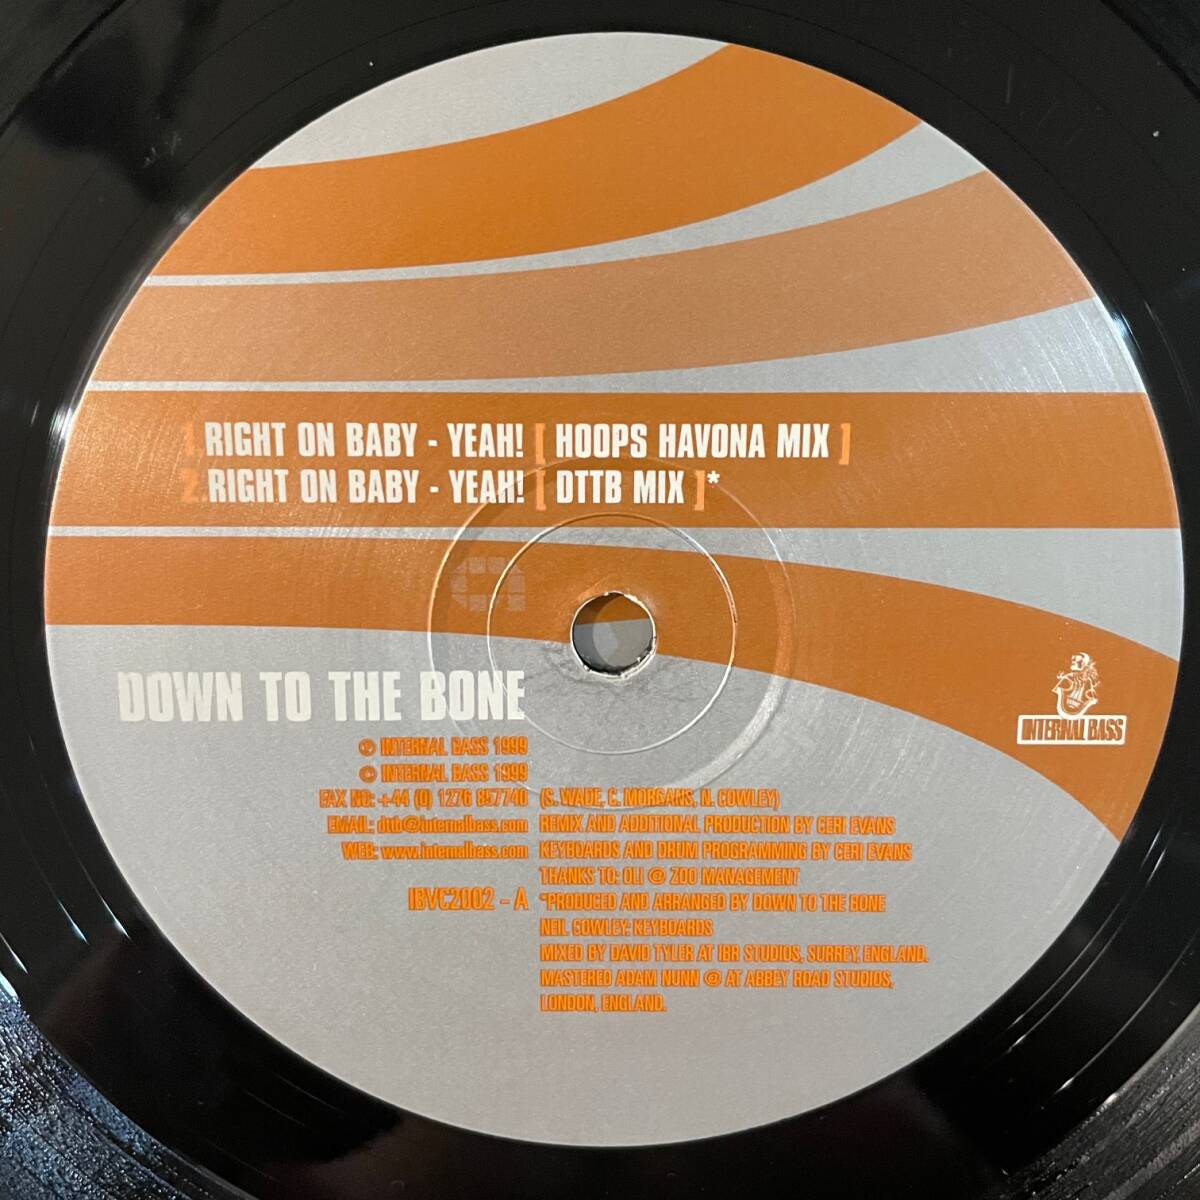 1. RIGHT ON BABY - YEAH! [ HOOPS HAVONA MIX ]
2. RIGHT ON BABY - YEAH! [ DTTB MIX ]*
DOWN TO THE BONE
INTERNAL BASS
℗ INTERNAL BASS 1999
© INTERNAL BASS 1999
FAX NO: +44 (0) 1276 857740
EMAIL: dtb@internalbass.com
WEB: www.internalbass.com
IBVC2002 - A
(S. WADE, C. MORGANS, N. COWLEY)
REMIX AND ADDITIONAL PRODUCTION BY CERI EVANS
KEYBOARDS AND DRUM PROGRAMMING BY CERI EVANS
THANKS TO: OLI @ ZOO MANAGEMENT
*PRODUCED AND ARRANGED BY DOWN TO THE BONE
NEIL COWLEY: KEYBOARDS
MIXED BY DAVID TYLER AT IBR STUDIOS, SURREY, ENGLAND.
MASTERED ADAM NUNN @ AT ABBEY ROAD STUDIOS,
LONDON, ENGLAND.